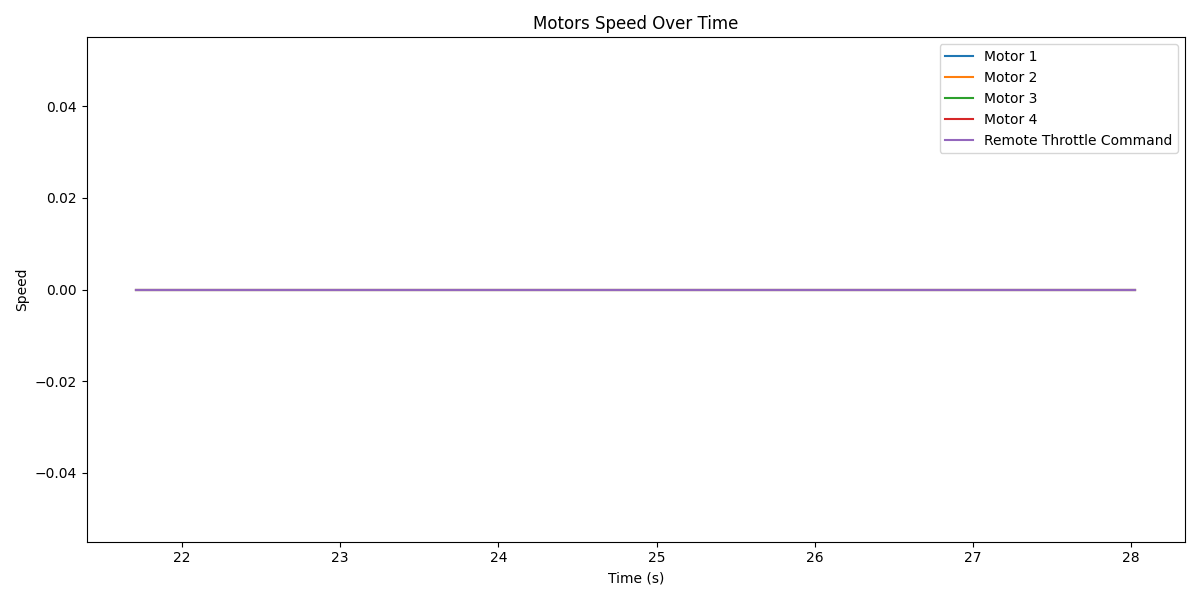 Motors Speed Over Time
Motor 1
Motor 2
Motor 3
Motor 4
Remote Throttle Command
Speed
0.04
0.02
0.00
−0.02
−0.04
22 23 24 25 26 27 28
Time (s)